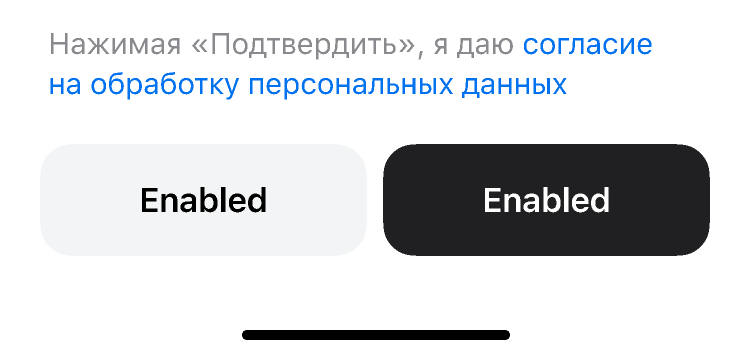 Нажимая «Подтвердить», я даю согласие
на обработку персональных данных
Enabled
Enabled